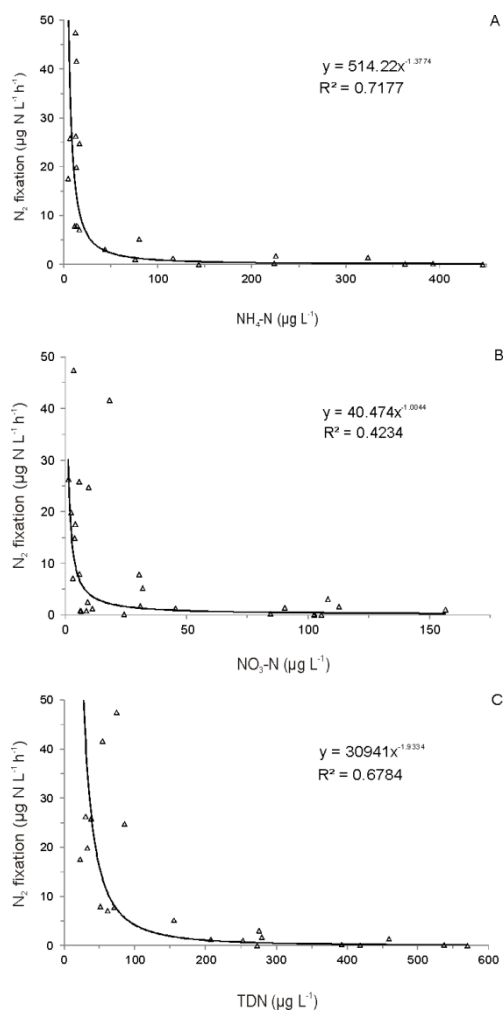 A
50
40
30
20
10
0
N₂ fixation (µg N L⁻¹ h⁻¹)
y = 514.22x⁻¹·³⁷⁷⁴
R² = 0.7177
0 100 200 300 400
NH₄-N (µg L⁻¹)
B
50
40
30
20
10
0
N₂ fixation (µg N L⁻¹ h⁻¹)
y = 40.474x⁻¹·⁰⁰⁴⁴
R² = 0.4234
0 50 100 150
NO₃-N (µg L⁻¹)
C
50
40
30
20
10
0
N₂ fixation (µg N L⁻¹ h⁻¹)
y = 30941x⁻¹·⁹³³⁴
R² = 0.6784
0 100 200 300 400 500 600
TDN (µg L⁻¹)